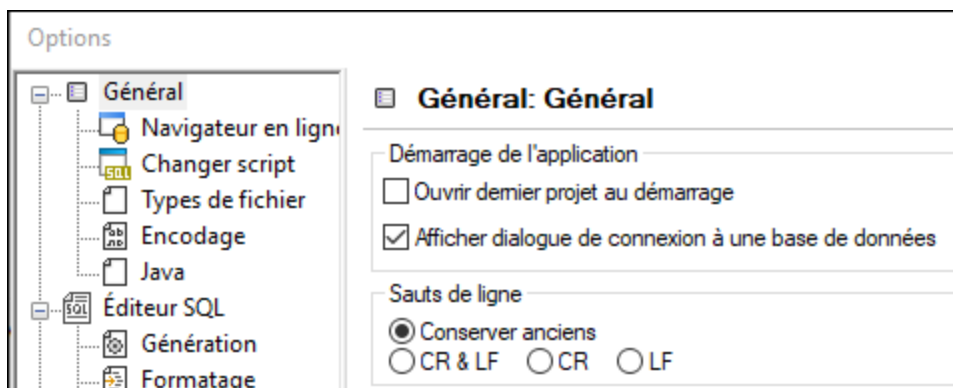 Options
Général
Navigateur en lign
Changer script
Types de fichier
Encodage
Java
Éditeur SQL
Génération
Formatage
Général: Général
Démarrage de l'application
Ouvrir dernier projet au démarrage
Afficher dialogue de connexion à une base de données
Sauts de ligne
Conserver anciens
CR & LF CR LF